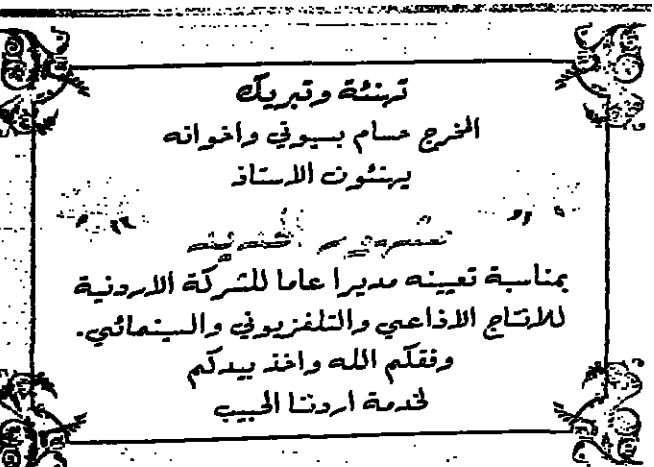 تهنئة وتبريك
المخرج حسام بسيوني واخوانه
يهنئون الاستاذ
بمناسبة تعيينه مديرا عاما للشركة الاردنية
للانتاج الاذاعي والتلفزيوني والسينمائي.
وفقكم الله واخذ بيدكم
لخدمة اردننا الحبيب